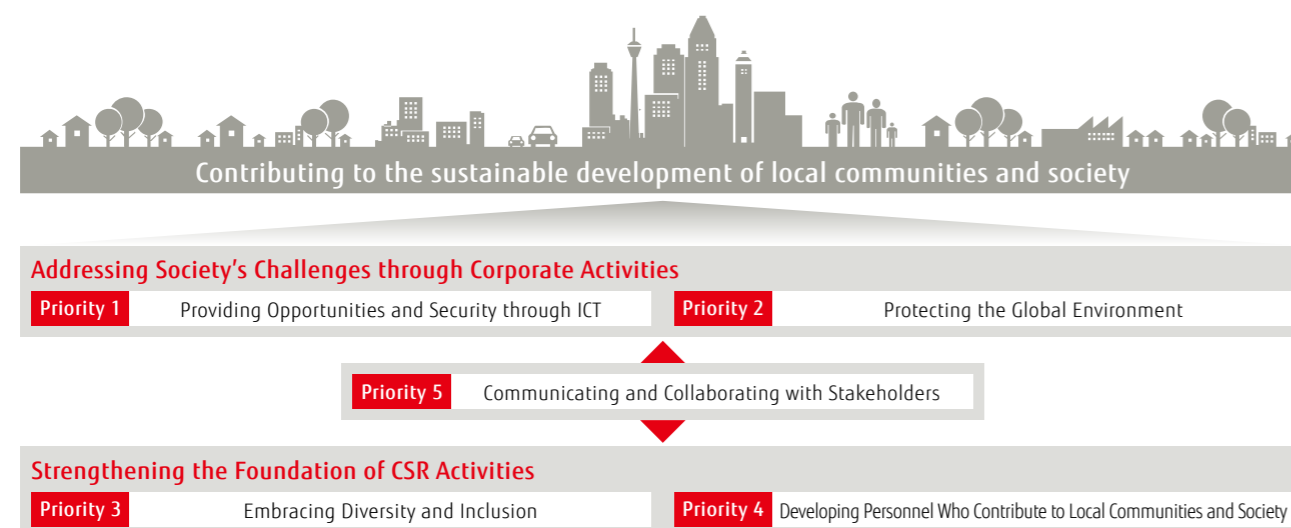 Contributing to the sustainable development of local communities and society
Addressing Society's Challenges through Corporate Activities
Priority 1 Providing Opportunities and Security through ICT
Priority 2 Protecting the Global Environment
Priority 5 Communicating and Collaborating with Stakeholders
Strengthening the Foundation of CSR Activities
Priority 3 Embracing Diversity and Inclusion
Priority 4 Developing Personnel Who Contribute to Local Communities and Society